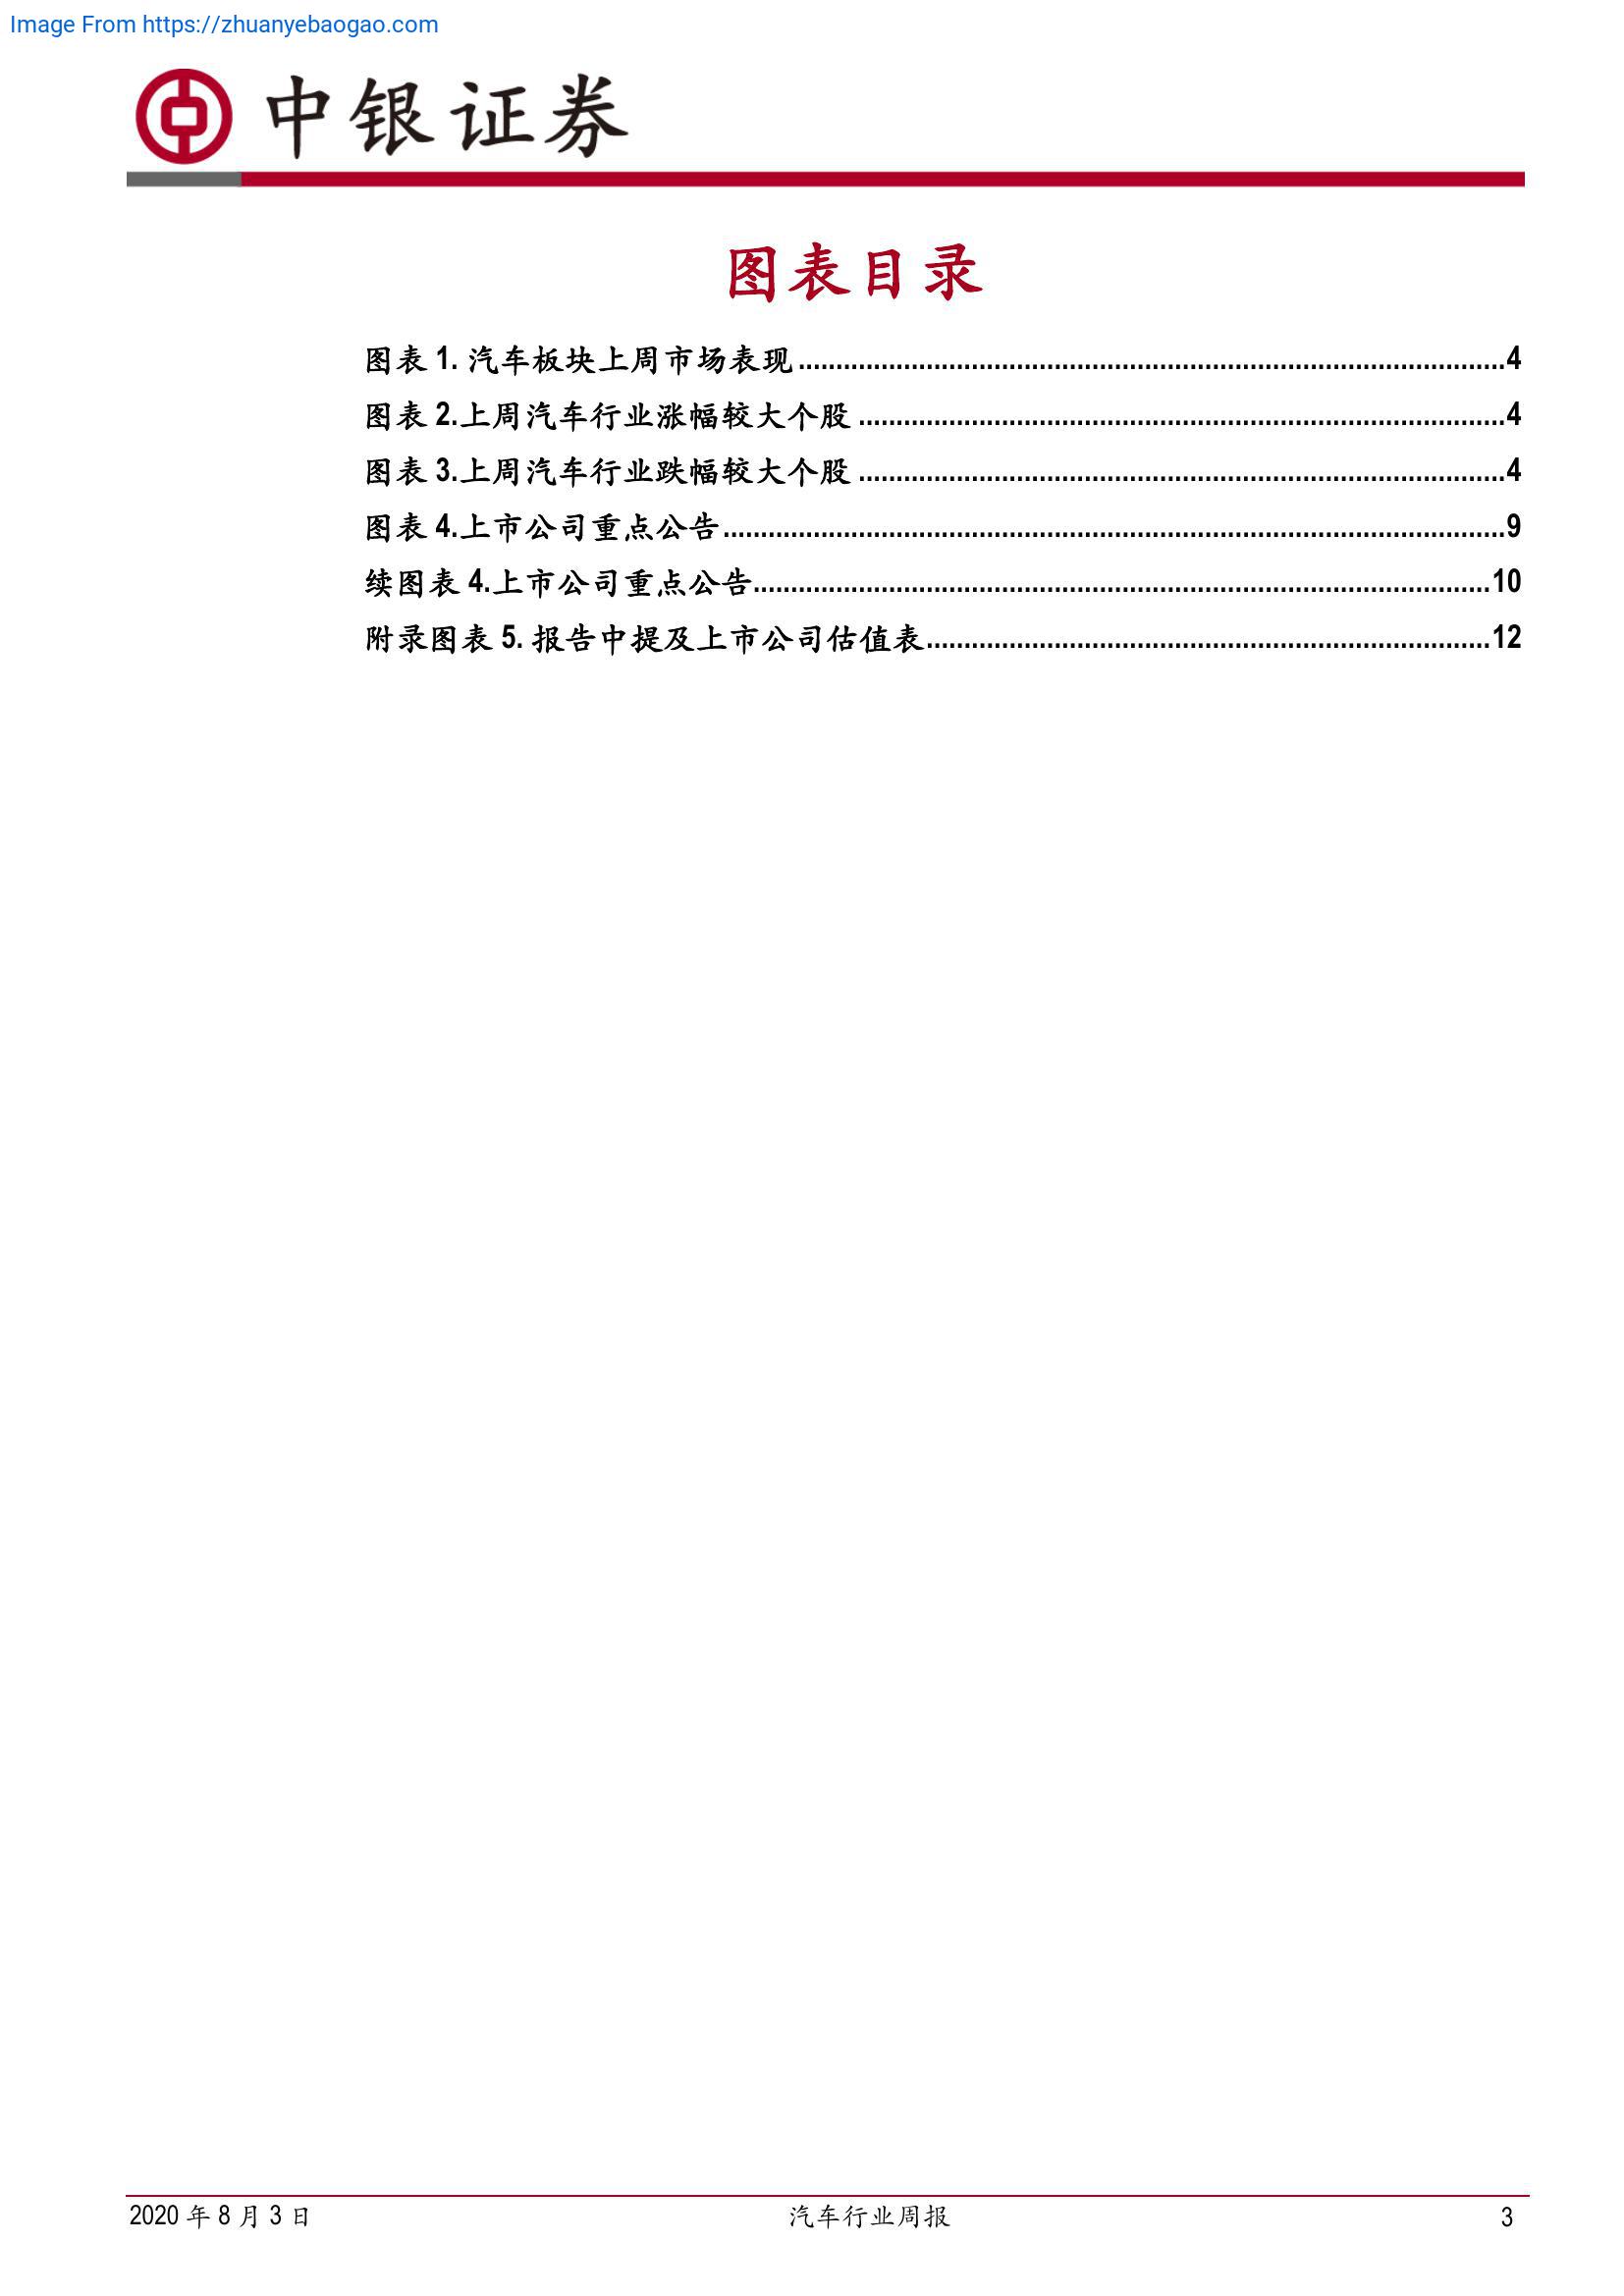 Image From https://zhuanyebaogao.com
中银证券
图表目录
图表 1. 汽车板块上周市场表现.......................................................................................4
图表 2.上周汽车行业涨幅较大个股.......................................................................................4
图表 3.上周汽车行业跌幅较大个股.......................................................................................4
图表 4.上市公司重点公告.......................................................................................9
续图表 4.上市公司重点公告.......................................................................................10
附录图表 5. 报告中提及上市公司估值表.......................................................................................12
2020 年 8 月 3 日 汽车行业周报 3